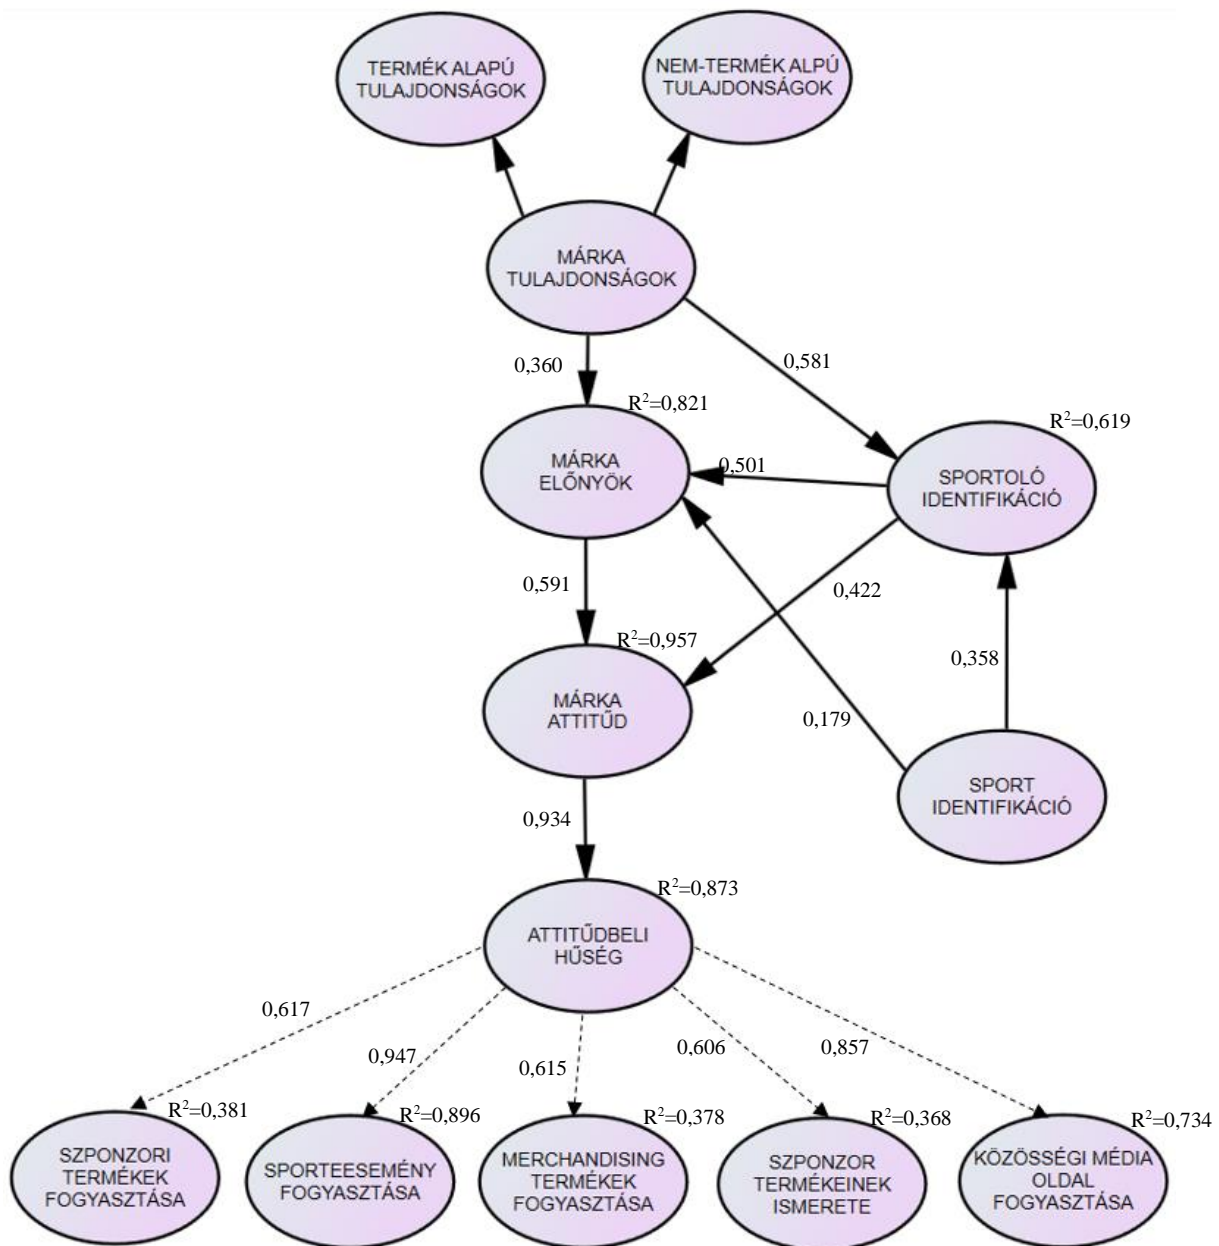 TERMÉK ALAPÚ
TULAJDONSÁGOK
NEM-TERMÉK ALPÚ
TULAJDONSÁGOK
MÁRKA
TULAJDONSÁGOK
0,360
0,581
R²=0,821
R²=0,619
MÁRKA
ELŐNYÖK
0,501
SPORTOLÓ
IDENTIFIKÁCIÓ
0,591
0,422
R²=0,957
0,358
MÁRKA
ATTITŰD
0,179
SPORT
IDENTIFIKÁCIÓ
0,934
R²=0,873
ATTITŰDBELI
HŰSÉG
0,617
0,947
0,615
0,606
0,857
R²=0,381
R²=0,896
R²=0,378
R²=0,368
R²=0,734
SZPONZORI
TERMÉKEK
FOGYASZTÁSA
SPORTEESEMÉNY
FOGYASZTÁSA
MERCHANDISING
TERMÉKEK
FOGYASZTÁSA
SZPONZOR
TERMÉKEINEK
ISMERETE
KÖZÖSSÉGI MÉDIA
OLDAL
FOGYASZTÁSA